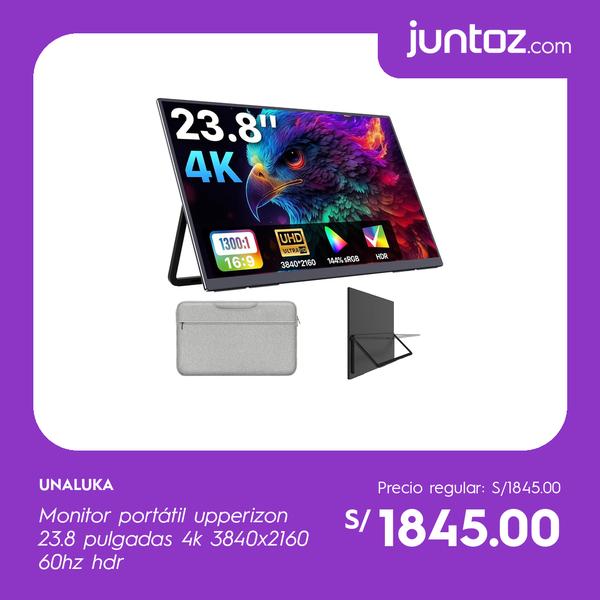 juntoz.com
23.8"
4K
1300:1
16:9
UHD
ULTRA HD
3840*2160
144% sRGB
HDR
UNALUKA
Monitor portátil upperizon
23.8 pulgadas 4k 3840x2160
60hz hdr
Precio regular: S/1845.00
S/1845.00